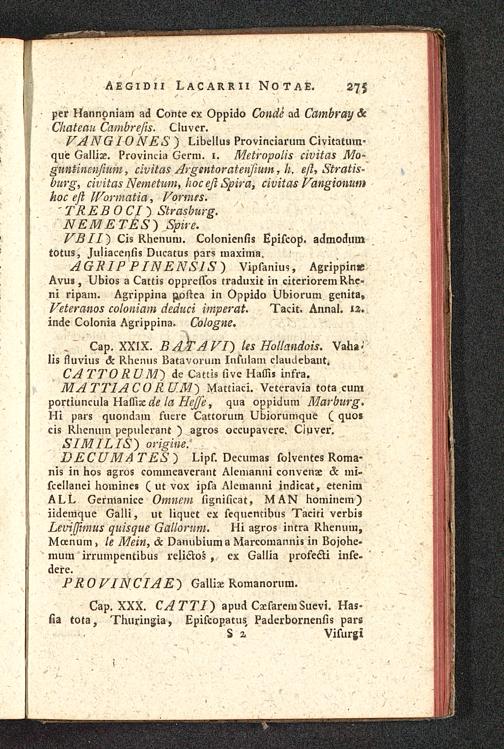 AEGIDII LACARRII NOTAE. 275
per Hannoniam ad Conte ex Oppido Condé ad Cambray &
Chateau Cambresis. Cluver.
VANGIONES) Libellus Provinciarum Civitatum-
que Galliæ. Provincia Germ. 1. Metropolis civitas Mo-
guntinensium, civitas Argentoratensium, h. est, Stratis-
burg, civitas Nemetum, hoc est Spira, civitas Vangionum
hoc est Wormatia, Vormes.
TREBOCI) Strasburg.
NEMETES) Spire.
VBII) Cis Rhenum. Coloniensis Episcop. admodum
totus, Juliacensis Ducatus pars maxima.
AGRIPPINENSIS) Vipsanius, Agrippinæ
Avus, Ubios a Cattis oppressos traduxit in citeriorem Rhe-
ni ripam. Agrippina postea in Oppido Ubiorum genita,
Veteranos coloniam deduci imperat. Tacit. Annal. 12.
inde Colonia Agrippina. Cologne.
Cap. XXIX. BATAVI) les Hollandois. Vaha-
lis fluvius & Rhenus Batavorum Insulam claudebant,
CATTORUM) de Cattis sive Hassis infra.
MATTIACORUM) Mattiaci. Veteravia tota cum
portiuncula Hassiæ de la Hesse, qua oppidum Marburg.
Hi pars quondam fuere Cattorum Ubiorumque (quos
cis Rhenum pepulerant) agros occupavere. Cluver.
SIMILIS) origine.
DECUMATES) Lips. Decumas solventes Roma-
nis in hos agros commeaverant Alemanni convenæ & mi-
scellanei homines (ut vox ipsa Alemanni indicat, etenim
ALL Germanice Omnem significat, MAN hominem)
iidemque Galli, ut liquet ex sequentibus Taciti verbis
Levissimus quisque Gallorum. Hi agros intra Rhenum,
Mœnum, le Mein, & Danubium a Marcomannis in Bojohe-
mum irrumpentibus relictos, ex Gallia profecti inse-
dere.
PROVINCIAE) Galliæ Romanorum.
Cap. XXX. CATTI) apud Cæsarem Suevi. Has-
sia tota, Thuringia, Episcopatus Paderbornensis pars
S 2 Visurgi